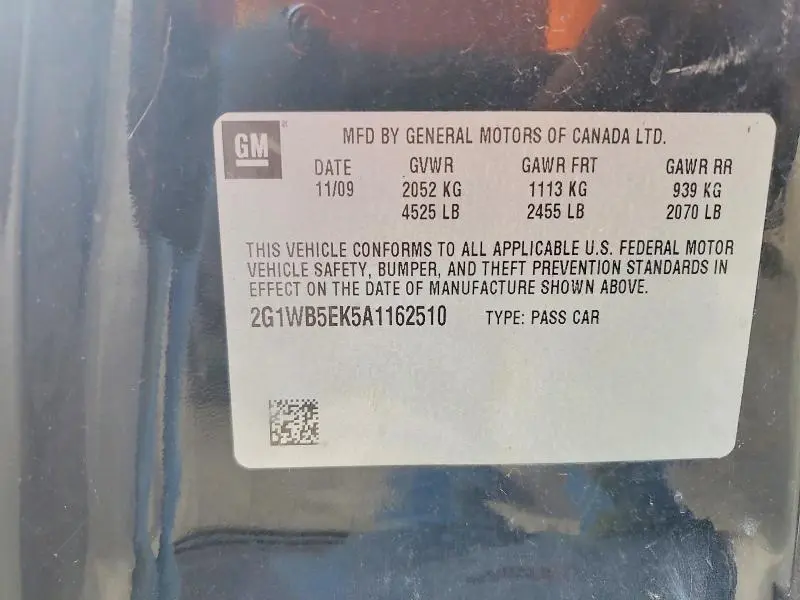 GM
MFD BY GENERAL MOTORS OF CANADA LTD.
DATE GVWR GAWR FRT GAWR RR
11/09 2052 KG 1113 KG 939 KG
4525 LB 2455 LB 2070 LB
THIS VEHICLE CONFORMS TO ALL APPLICABLE U.S. FEDERAL MOTOR
VEHICLE SAFETY, BUMPER, AND THEFT PREVENTION STANDARDS IN
EFFECT ON THE DATE OF MANUFACTURE SHOWN ABOVE.
2G1WB5EK5A1162510 TYPE: PASS CAR